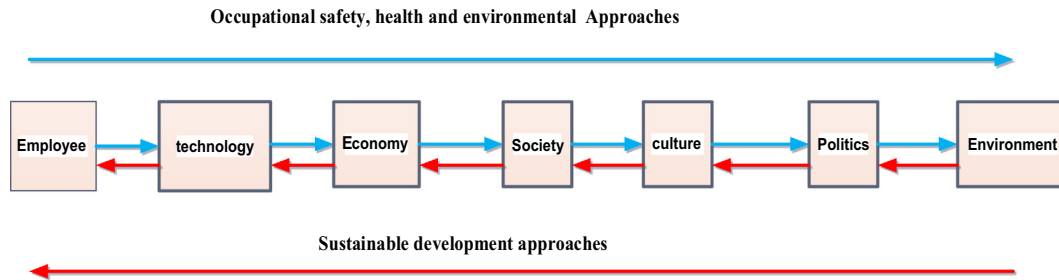 Occupational safety, health and environmental Approaches
Employee technology Economy Society culture Politics Environment
Sustainable development approaches